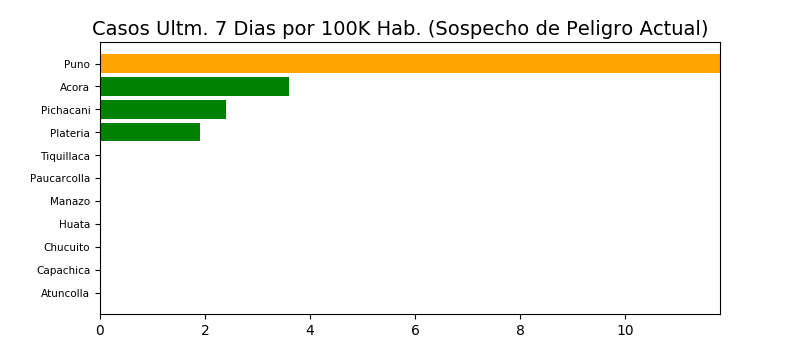 Casos Ultm. 7 Dias por 100K Hab. (Sospecho de Peligro Actual)
Puno
Acora
Pichacani
Plateria
Tiquillaca
Paucarcolla
Manazo
Huata
Chucuito
Capachica
Atuncolla
0 2 4 6 8 10